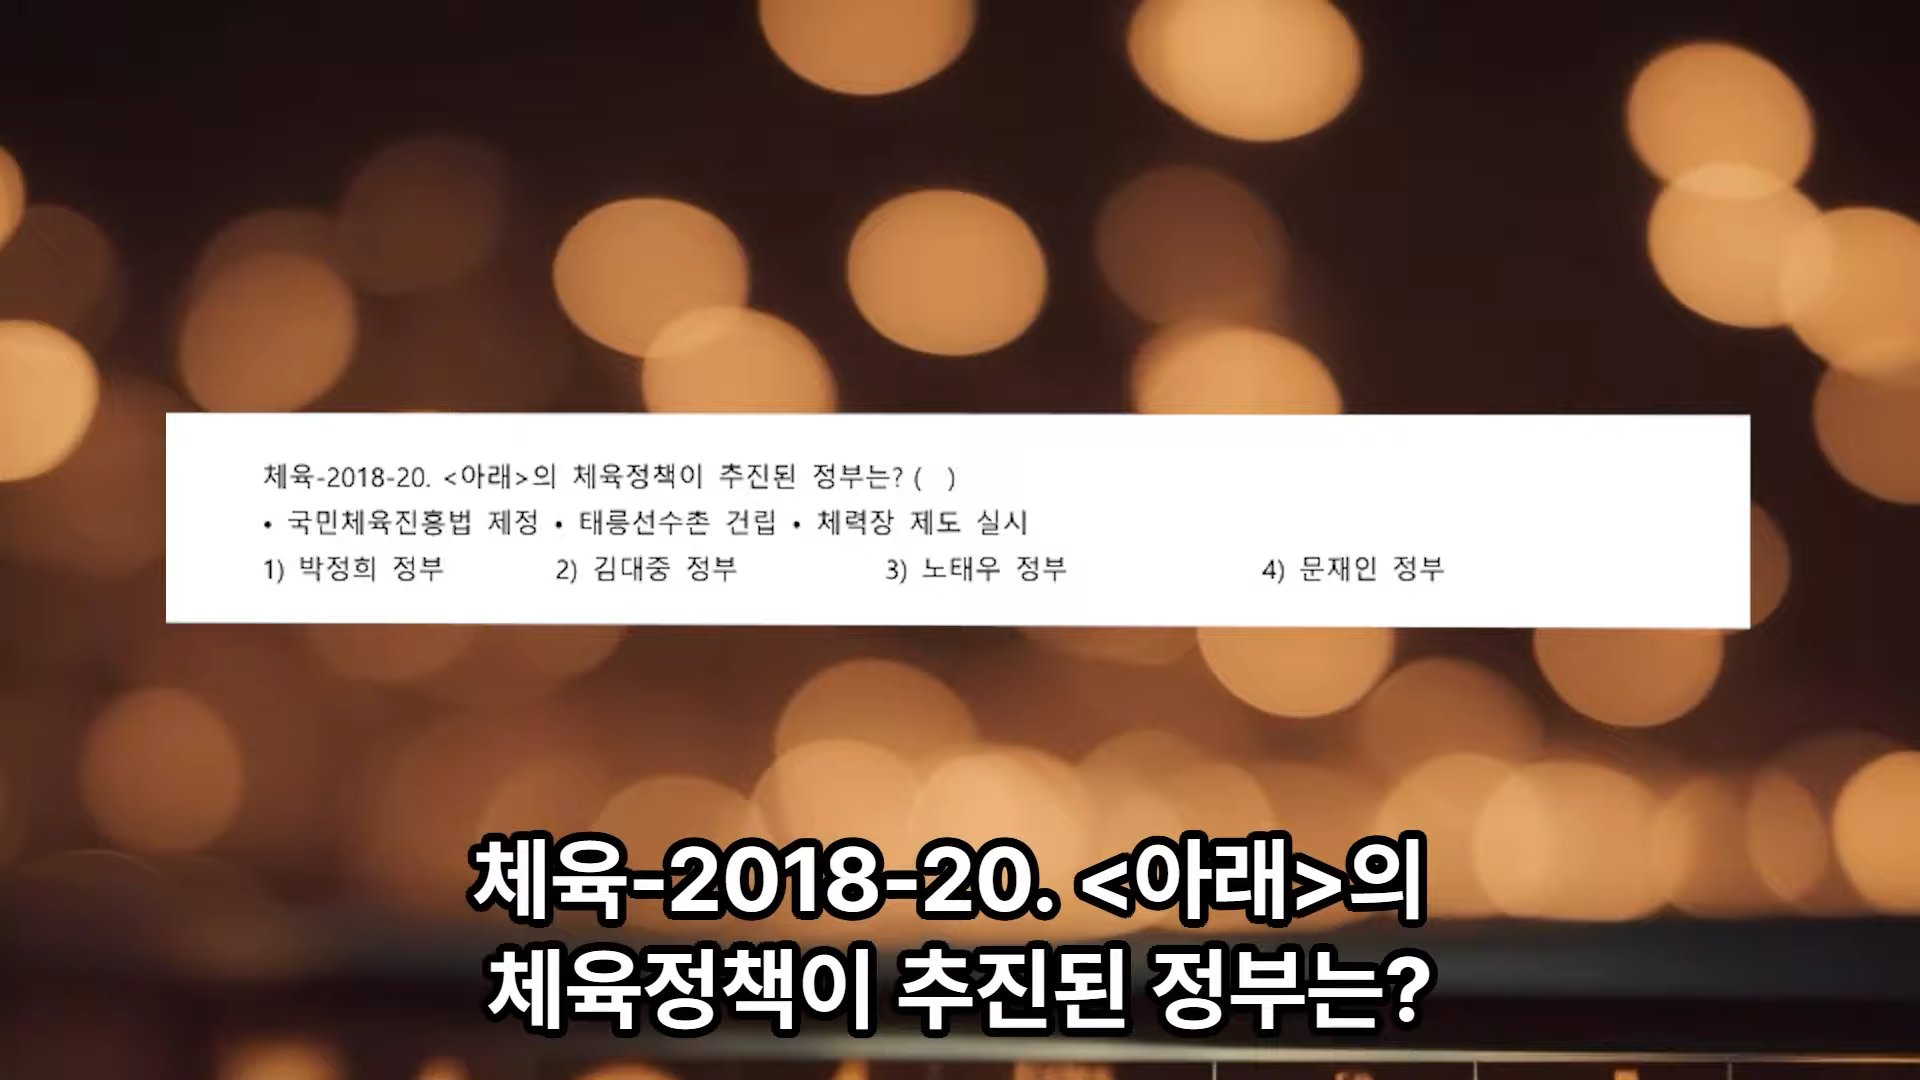 체육-2018-20. <아래>의 체육정책이 추진된 정부는? (   )
• 국민체육진흥법 제정 • 태릉선수촌 건립 • 체력장 제도 실시
1) 박정희 정부 2) 김대중 정부 3) 노태우 정부 4) 문재인 정부
체육-2018-20. <아래>의
체육정책이 추진된 정부는?